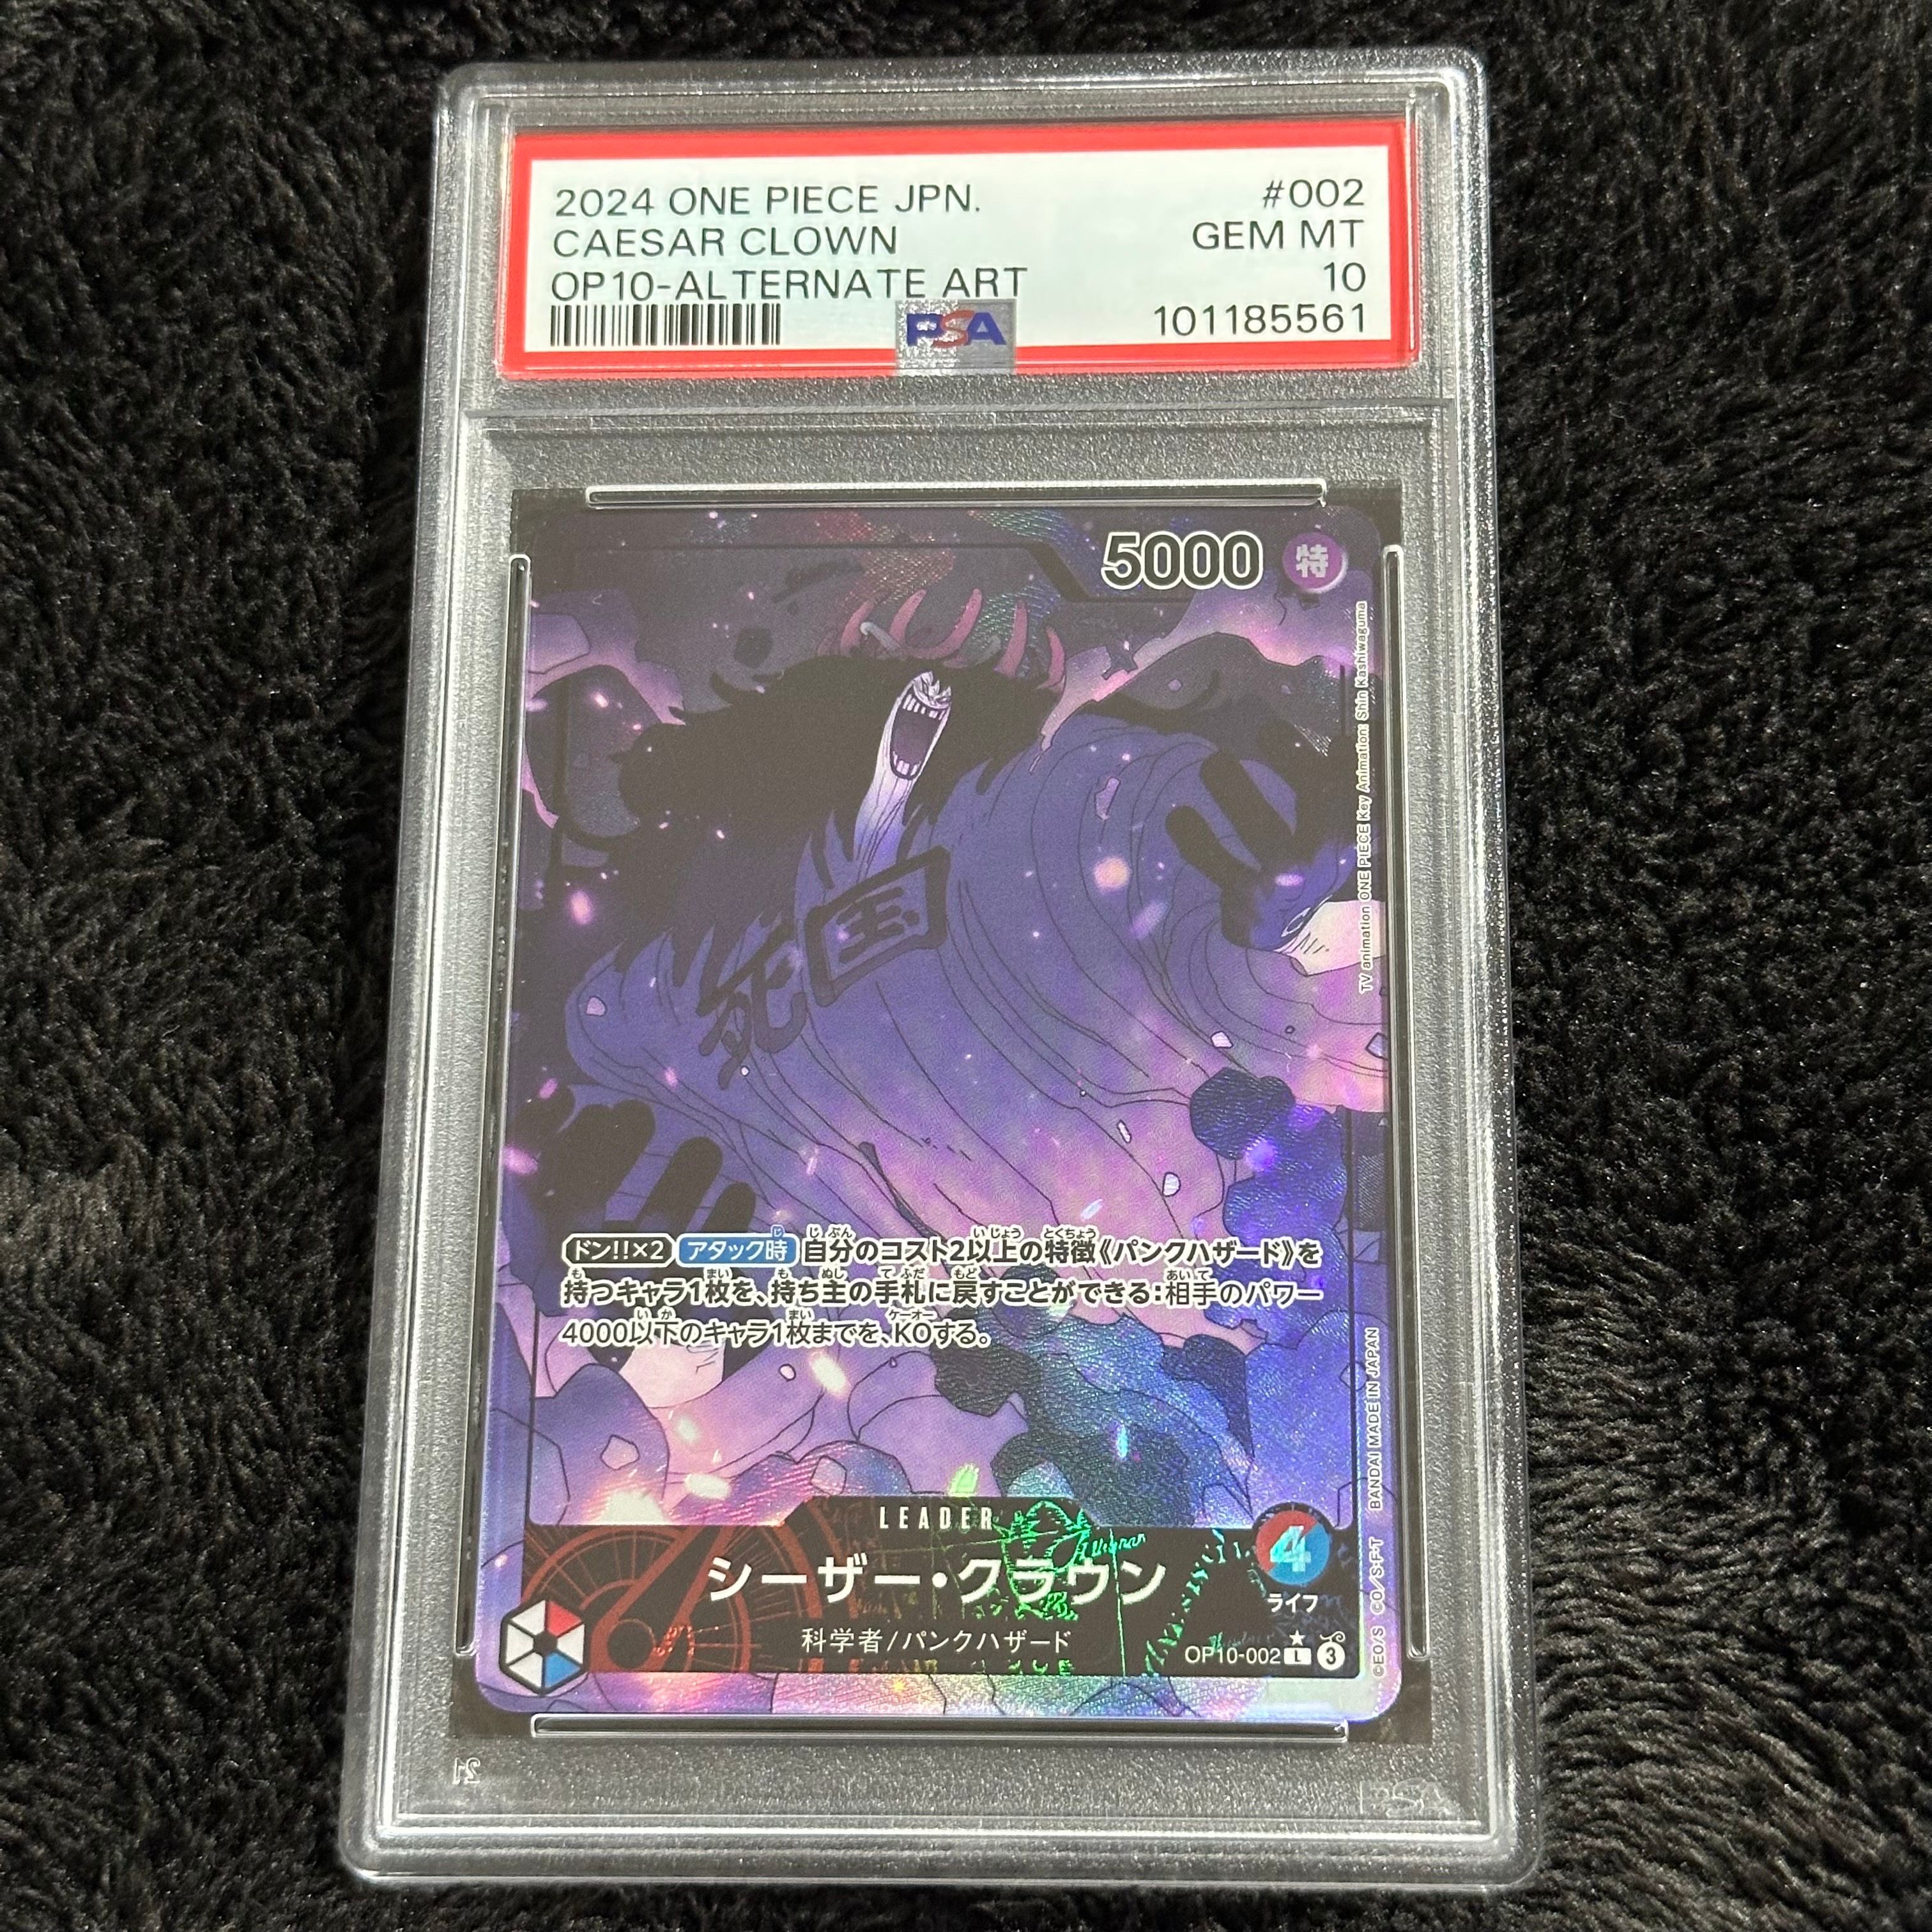 2024 ONE PIECE JPN. #002
CAESAR CLOWN GEM MT
OP10-ALTERNATE ART 10
PSA 101185561
5000 特
TV animation ONE PIECE Key Animation: Shin Kashiwaguma
死国
ドン!!×2 アタック時 自分のコスト2以上の特徴《パンクハザード》を
持つキャラ1枚を、持ち主の手札に戻すことができる:相手のパワー
4000以下のキャラ1枚までを、KOする。
LEADER
シーザー・クラウン
4
ライフ
科学者/パンクハザード
OP10-002 L 3
©EO/S CO/S・F・T BANDAI MADE IN JAPAN
21
PSA